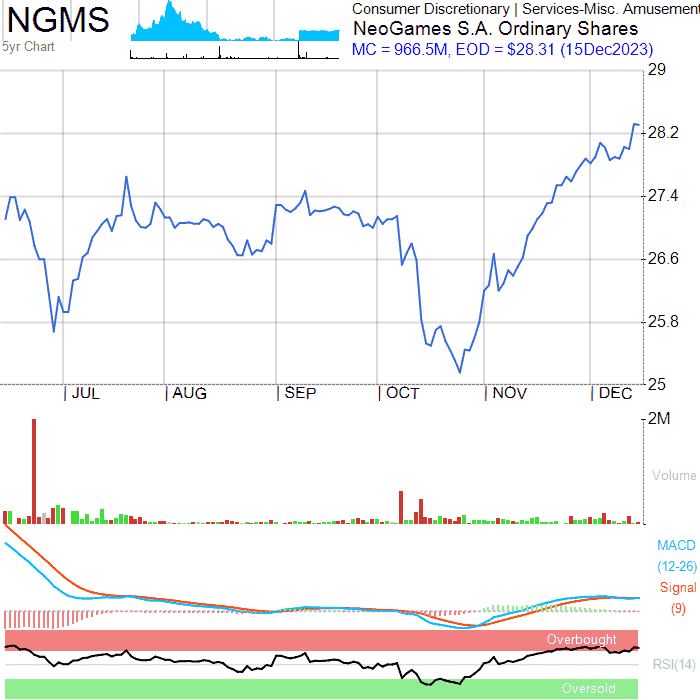 NGMS
5yr Chart
Consumer Discretionary | Services-Misc. Amusement
NeoGames S.A. Ordinary Shares
MC = 966.5M, EOD = $28.31 (15Dec2023)
29
28.2
27.4
26.6
25.8
25
JUL
AUG
SEP
OCT
NOV
DEC
2M
Volume
MACD
(12-26)
Signal
(9)
Overbought
RSI(14)
Oversold